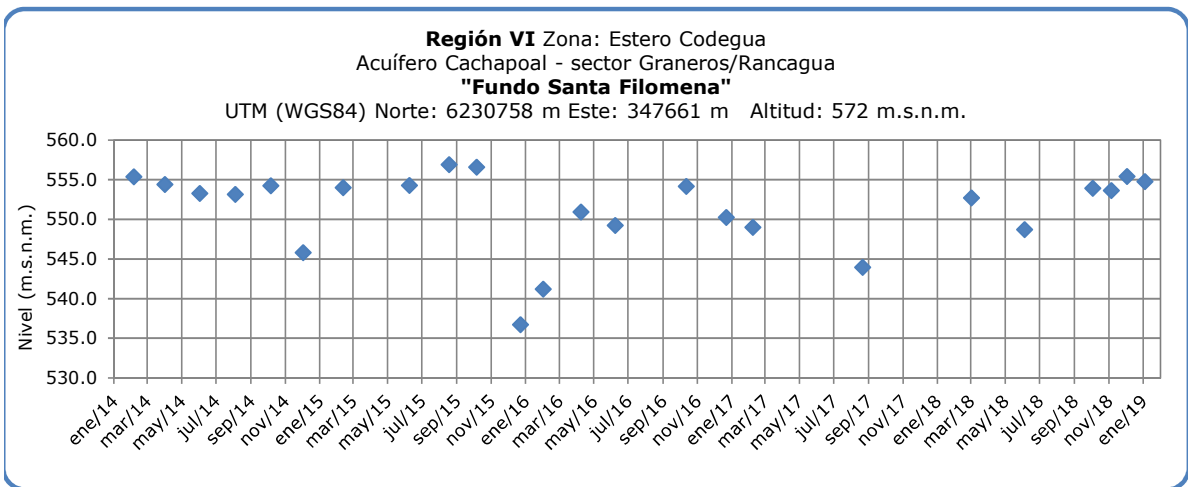 Región VI Zona: Estero Codegua
Acuífero Cachapoal - sector Graneros/Rancagua
"Fundo Santa Filomena"
UTM (WGS84) Norte: 6230758 m Este: 347661 m Altitud: 572 m.s.n.m.
Nivel (m.s.n.m.)
560.0
555.0
550.0
545.0
540.0
535.0
530.0
ene/14
mar/14
may/14
jul/14
sep/14
nov/14
ene/15
mar/15
may/15
jul/15
sep/15
nov/15
ene/16
mar/16
may/16
jul/16
sep/16
nov/16
ene/17
mar/17
may/17
jul/17
sep/17
nov/17
ene/18
mar/18
may/18
jul/18
sep/18
nov/18
ene/19